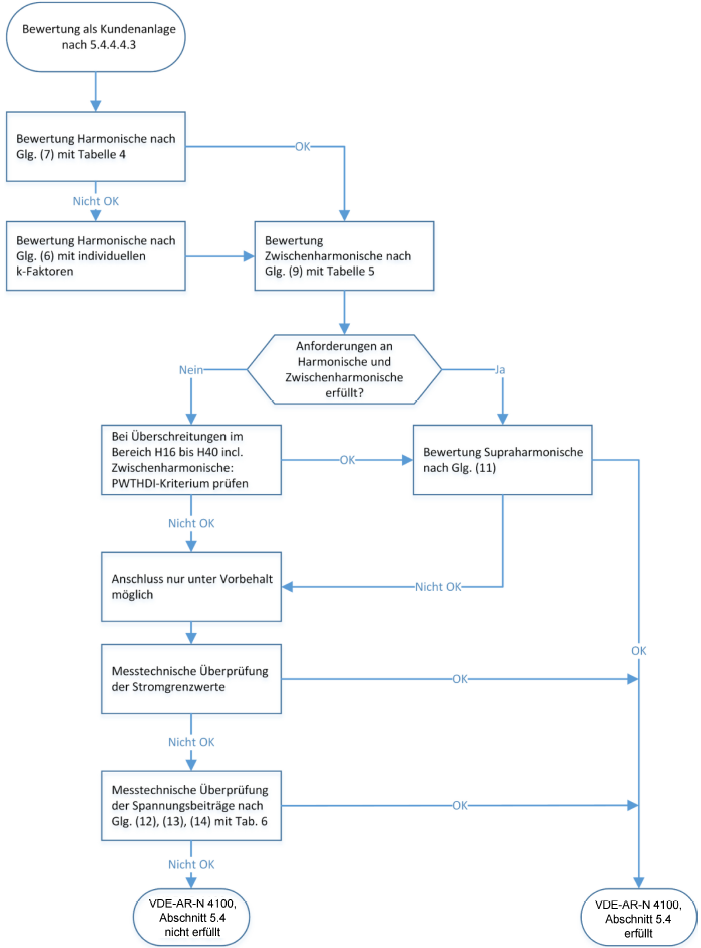 Bewertung als Kundenanlage
nach 5.4.4.4.3
Bewertung Harmonische nach
Glg. (7) mit Tabelle 4
OK
Nicht OK
Bewertung Harmonische nach
Glg. (6) mit individuellen
k-Faktoren
Bewertung
Zwischenharmonische nach
Glg. (9) mit Tabelle 5
Anforderungen an
Harmonische und
Zwischenharmonische
erfüllt?
Nein
Ja
Bei Überschreitungen im
Bereich H16 bis H40 incl.
Zwischenharmonische:
PWTHDI-Kriterium prüfen
OK
Bewertung Supraharmonische
nach Glg. (11)
Nicht OK
Anschluss nur unter Vorbehalt
möglich
Nicht OK
OK
Messtechnische Überprüfung
der Stromgrenzwerte
OK
Nicht OK
Messtechnische Überprüfung
der Spannungsbeiträge nach
Glg. (12), (13), (14) mit Tab. 6
OK
Nicht OK
VDE-AR-N 4100,
Abschnitt 5.4
nicht erfüllt
VDE-AR-N 4100,
Abschnitt 5.4
erfüllt